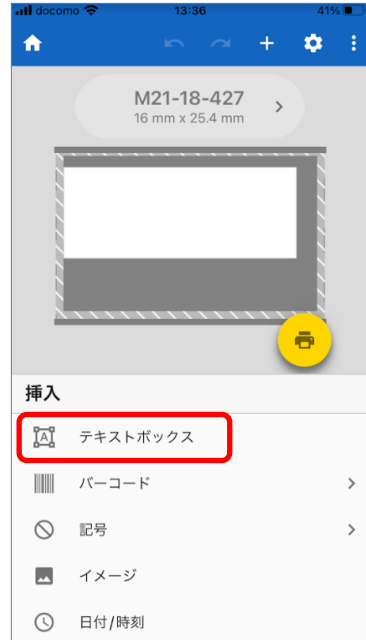 docomo 13:36 41%
M21-18-427
16 mm x 25.4 mm
挿入
A テキストボックス
バーコード
記号
イメージ
日付/時刻